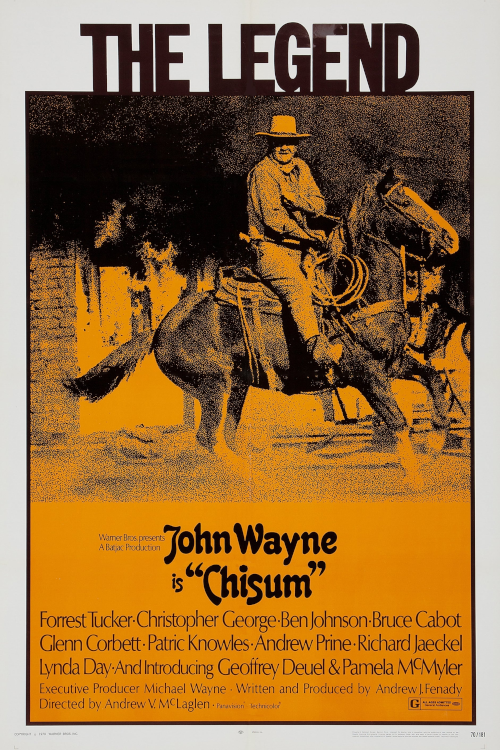 THE LEGEND
Warner Bros. presents
A Batjac Production
John Wayne
is "Chisum"
Forrest Tucker·Christopher George·Ben Johnson·Bruce Cabot
Glenn Corbett·Patric Knowles·Andrew Prine·Richard Jaeckel
Lynda Day·And Introducing Geoffrey Deuel & Pamela McMyler
Executive Producer Michael Wayne · Written and Produced by Andrew J. Fenady
Directed by Andrew V. McLaglen · Panavision® · Technicolor®
G
70/181